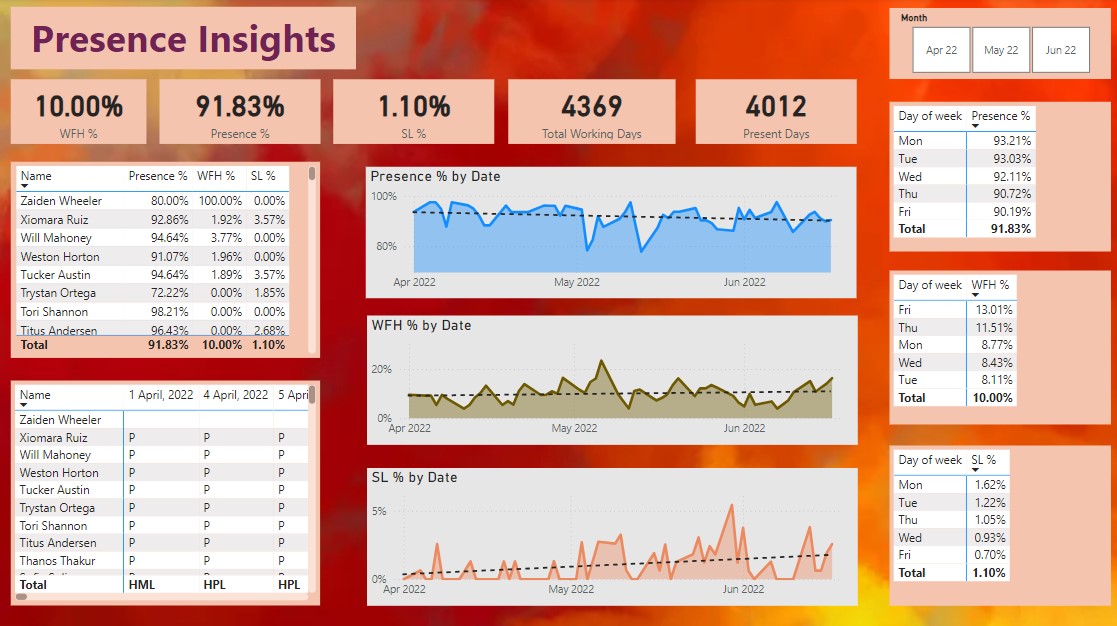 Presence Insights
Month
Apr 22 May 22 Jun 22
10.00% 91.83% 1.10% 4369 4012
WFH % Presence % SL % Total Working Days Present Days
Name Presence % WFH % SL %
Zaiden Wheeler 80.00% 100.00% 0.00%
Xiomara Ruiz 92.86% 1.92% 3.57%
Will Mahoney 94.64% 3.77% 0.00%
Weston Horton 91.07% 1.96% 0.00%
Tucker Austin 94.64% 1.89% 3.57%
Trystan Ortega 72.22% 0.00% 1.85%
Tori Shannon 98.21% 0.00% 0.00%
Titus Andersen 96.43% 0.00% 2.68%
Total 91.83% 10.00% 1.10%
Name 1 April, 2022 4 April, 2022 5 Apri
Zaiden Wheeler
Xiomara Ruiz P P P
Will Mahoney P P P
Weston Horton P P P
Tucker Austin P P P
Trystan Ortega P P P
Tori Shannon P P P
Titus Andersen P P P
Thanos Thakur P P P
Total HML HPL HPL
Presence % by Date
100%
80%
Apr 2022 May 2022 Jun 2022
WFH % by Date
20%
0%
Apr 2022 May 2022 Jun 2022
SL % by Date
5%
0%
Apr 2022 May 2022 Jun 2022
Day of week Presence %
Mon 93.21%
Tue 93.03%
Wed 92.11%
Thu 90.72%
Fri 90.19%
Total 91.83%
Day of week WFH %
Fri 13.01%
Thu 11.51%
Mon 8.77%
Wed 8.43%
Tue 8.11%
Total 10.00%
Day of week SL %
Mon 1.62%
Tue 1.22%
Thu 1.05%
Wed 0.93%
Fri 0.70%
Total 1.10%